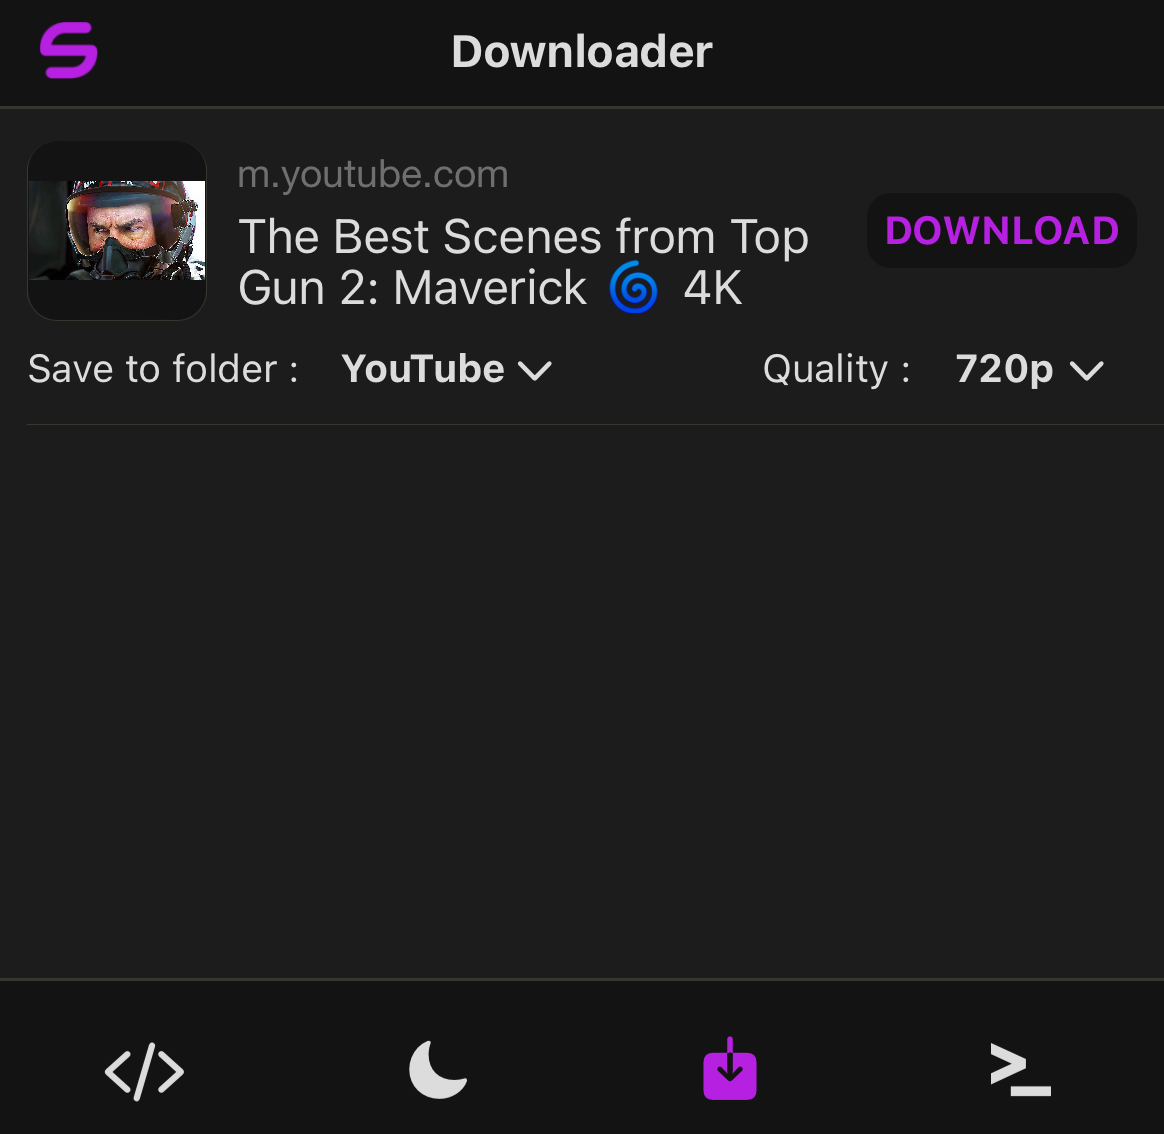 Downloader
m.youtube.com
The Best Scenes from Top
Gun 2: Maverick 🌀 4K
DOWNLOAD
Save to folder : YouTube
Quality : 720p